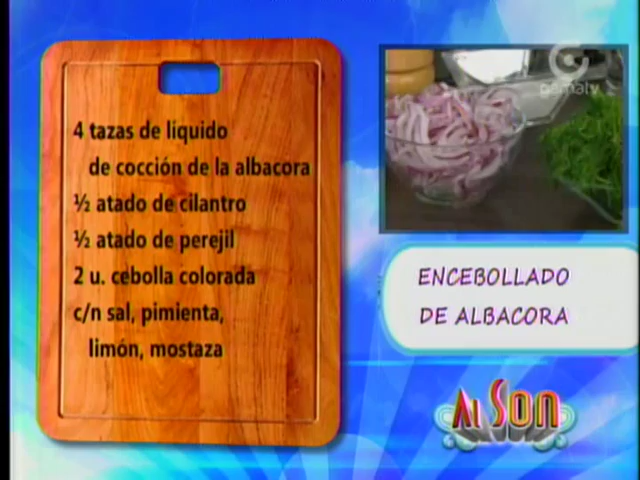 4 tazas de líquido
de cocción de la albacora
½ atado de cilantro
½ atado de perejil
2 u. cebolla colorada
c/n sal, pimienta,
limón, mostaza
gamatv
ENCEBOLLADO
DE ALBACORA
AL SON